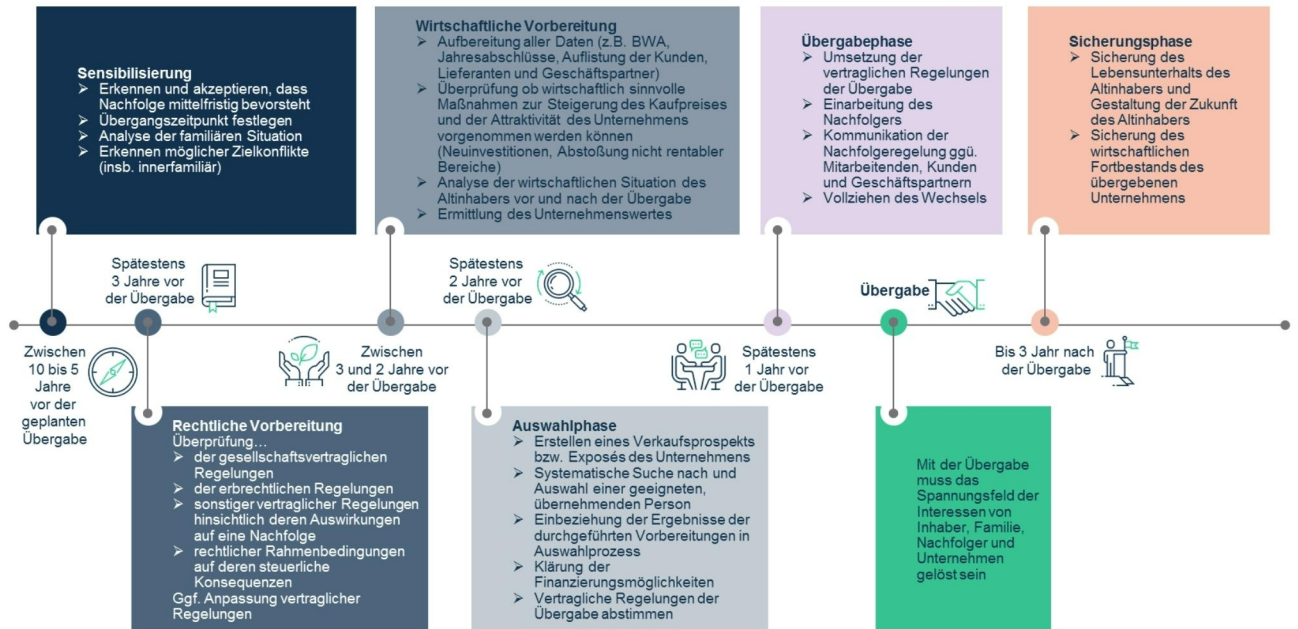 Sensibilisierung
➢ Erkennen und akzeptieren, dass
Nachfolge mittelfristig bevorsteht
➢ Übergangszeitpunkt festlegen
➢ Analyse der familiären Situation
➢ Erkennen möglicher Zielkonflikte
(insb. innerfamiliär)
Wirtschaftliche Vorbereitung
➢ Aufbereitung aller Daten (z.B. BWA,
Jahresabschlüsse, Auflistung der Kunden,
Lieferanten und Geschäftspartner)
➢ Überprüfung ob wirtschaftlich sinnvolle
Maßnahmen zur Steigerung des Kaufpreises
und der Attraktivität des Unternehmens
vorgenommen werden können
(Neuinvestitionen, Abstoßung nicht rentabler
Bereiche)
➢ Analyse der wirtschaftlichen Situation des
Altinhabers vor und nach der Übergabe
➢ Ermittlung des Unternehmenswertes
Übergabephase
➢ Umsetzung der
vertraglichen Regelungen
der Übergabe
➢ Einarbeitung des
Nachfolgers
➢ Kommunikation der
Nachfolgeregelung ggü.
Mitarbeitenden, Kunden
und Geschäftspartnern
➢ Vollziehen des Wechsels
Sicherungsphase
➢ Sicherung des
Lebensunterhalts des
Altinhabers und
Gestaltung der Zukunft
des Altinhabers
➢ Sicherung des
wirtschaftlichen
Fortbestands des
übergebenen
Unternehmens
Spätestens
3 Jahre vor
der Übergabe
Spätestens
2 Jahre vor
der Übergabe
Übergabe
Zwischen
10 bis 5
Jahre
vor der
geplanten
Übergabe
Zwischen
3 und 2 Jahre vor
der Übergabe
Spätestens
1 Jahr vor
der Übergabe
Bis 3 Jahr nach
der Übergabe
Rechtliche Vorbereitung
Überprüfung…
➢ der gesellschaftsvertraglichen
Regelungen
➢ der erbrechtlichen Regelungen
➢ sonstiger vertraglicher Regelungen
hinsichtlich deren Auswirkungen
auf eine Nachfolge
➢ rechtlicher Rahmenbedingungen
auf deren steuerliche
Konsequenzen
Ggf. Anpassung vertraglicher
Regelungen
Auswahlphase
➢ Erstellen eines Verkaufsprospekts
bzw. Exposés des Unternehmens
➢ Systematische Suche nach und
Auswahl einer geeigneten,
übernehmenden Person
➢ Einbeziehung der Ergebnisse der
durchgeführten Vorbereitungen in
Auswahlprozess
➢ Klärung der
Finanzierungsmöglichkeiten
➢ Vertragliche Regelungen der
Übergabe abstimmen
Mit der Übergabe
muss das
Spannungsfeld der
Interessen von
Inhaber, Familie,
Nachfolger und
Unternehmen
gelöst sein